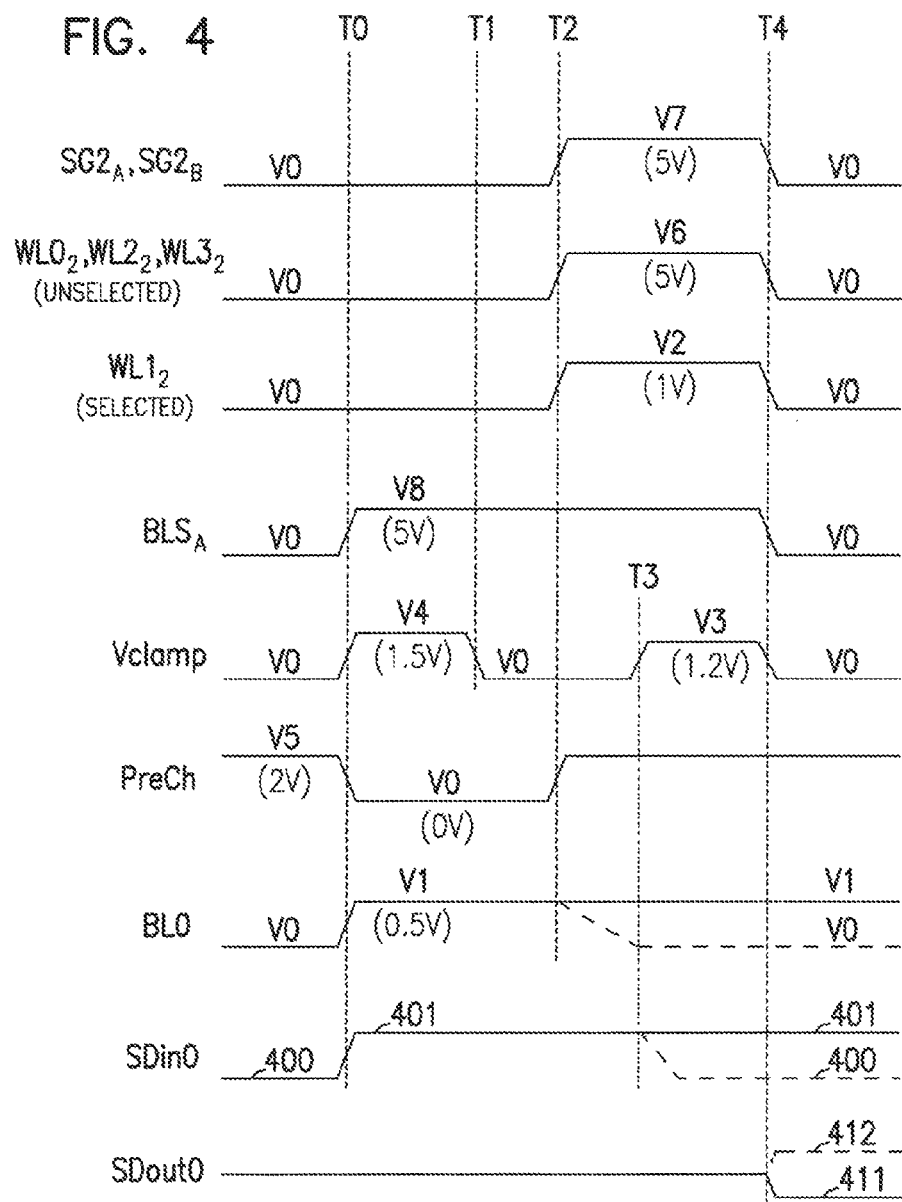 FIG. 4
T0 T1 T2 T4
V7
SG2A,SG2B V0 (5V) V0
V6
WL02,WL22,WL32
(UNSELECTED) V0 (5V) V0
V2
WL12
(SELECTED) V0 (1V) V0
V8
BLSA V0 (5V) V0
T3
V4 V3
Vclamp V0 (1.5V) V0 (1.2V) V0
V5
PreCh (2V) V0
(0V)
V1 V1
BL0 V0 (0.5V) V0
401 401
SDin0 400 400
412
SDout0 411